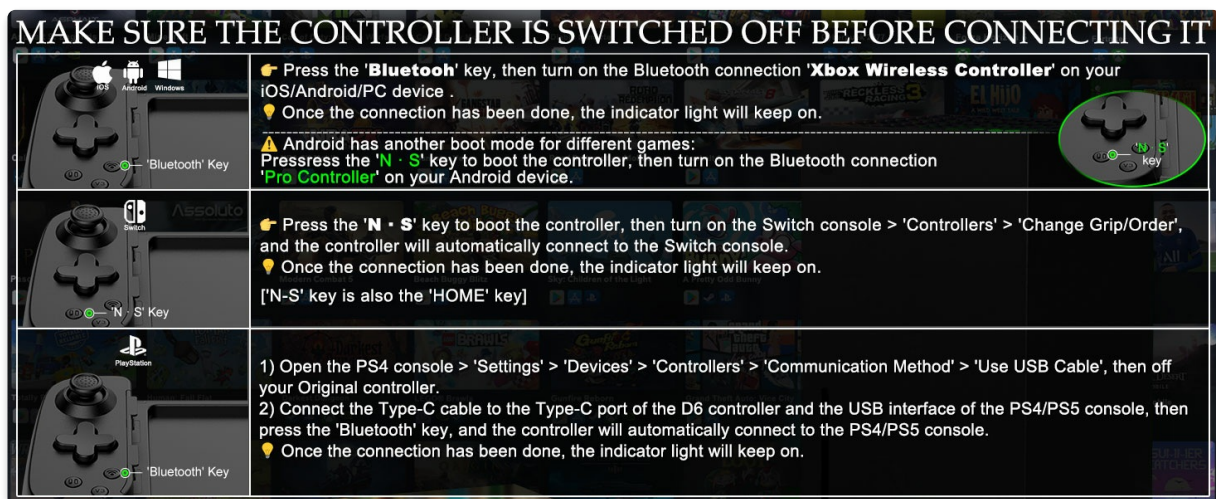 MAKE SURE THE CONTROLLER IS SWITCHED OFF BEFORE CONNECTING IT
iOS Android Windows
'Bluetooth' Key
👉 Press the 'Bluetooh' key, then turn on the Bluetooth connection 'Xbox Wireless Controller' on your
iOS/Android/PC device .
💡 Once the connection has been done, the indicator light will keep on.
⚠️ Android has another boot mode for different games:
Pressress the 'N · S' key to boot the controller, then turn on the Bluetooth connection
'Pro Controller' on your Android device.
'N · S'
key
RECKLESS
RACING 3
EL HIJO
Switch
'N · S' Key
Assoluto
👉 Press the 'N · S' key to boot the controller, then turn on the Switch console > 'Controllers' > 'Change Grip/Order',
and the controller will automatically connect to the Switch console.
💡 Once the connection has been done, the indicator light will keep on.
['N-S' key is also the 'HOME' key]
PlayStation
'Bluetooth' Key
1) Open the PS4 console > 'Settings' > 'Devices' > 'Controllers' > 'Communication Method' > 'Use USB Cable', then off
your Original controller.
2) Connect the Type-C cable to the Type-C port of the D6 controller and the USB interface of the PS4/PS5 console, then
press the 'Bluetooth' key, and the controller will automatically connect to the PS4/PS5 console.
💡 Once the connection has been done, the indicator light will keep on.